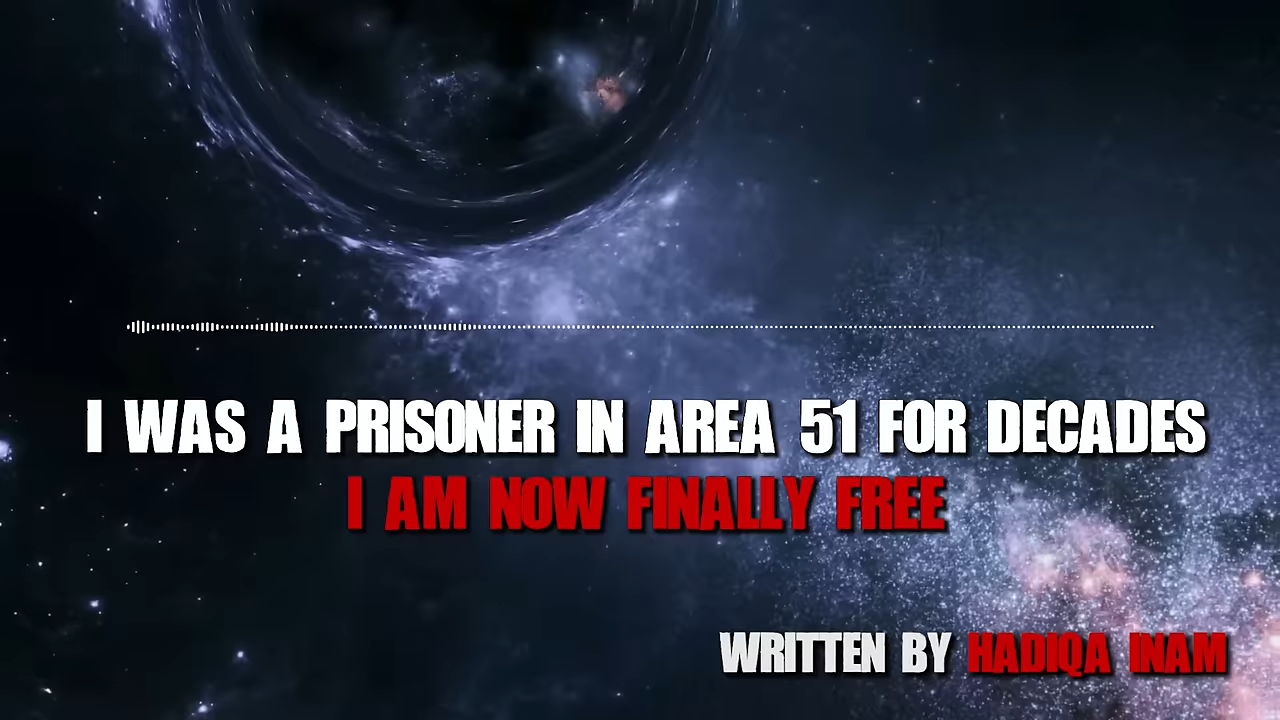 I WAS A PRISONER IN AREA 51 FOR DECADES
I AM NOW FINALLY FREE
WRITTEN BY HADIQA INAM